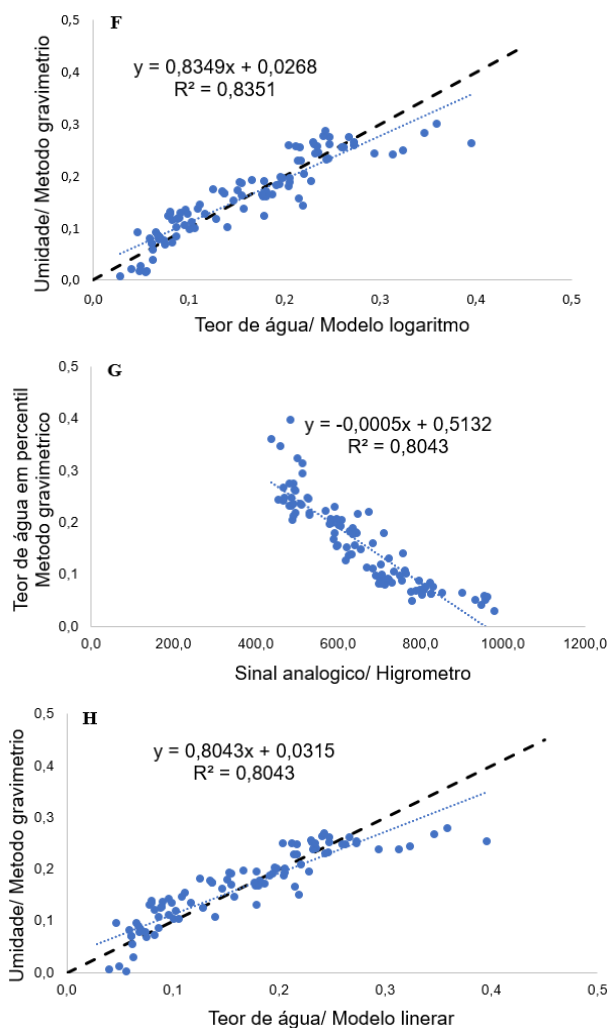 F
y = 0,8349x + 0,0268
R² = 0,8351
Umidade/ Metodo gravimetrio
0,5
0,4
0,3
0,2
0,1
0,0
0,0 0,1 0,2 0,3 0,4 0,5
Teor de água/ Modelo logaritmo
G
y = -0,0005x + 0,5132
R² = 0,8043
Teor de água em percentil
Metodo gravimetrico
0,5
0,4
0,3
0,2
0,1
0,0
0,0 200,0 400,0 600,0 800,0 1000,0 1200,0
Sinal analogico/ Higrometro
H
y = 0,8043x + 0,0315
R² = 0,8043
Umidade/ Metodo gravimetrio
0,5
0,4
0,3
0,2
0,1
0,0
0,0 0,1 0,2 0,3 0,4 0,5
Teor de água/ Modelo linerar